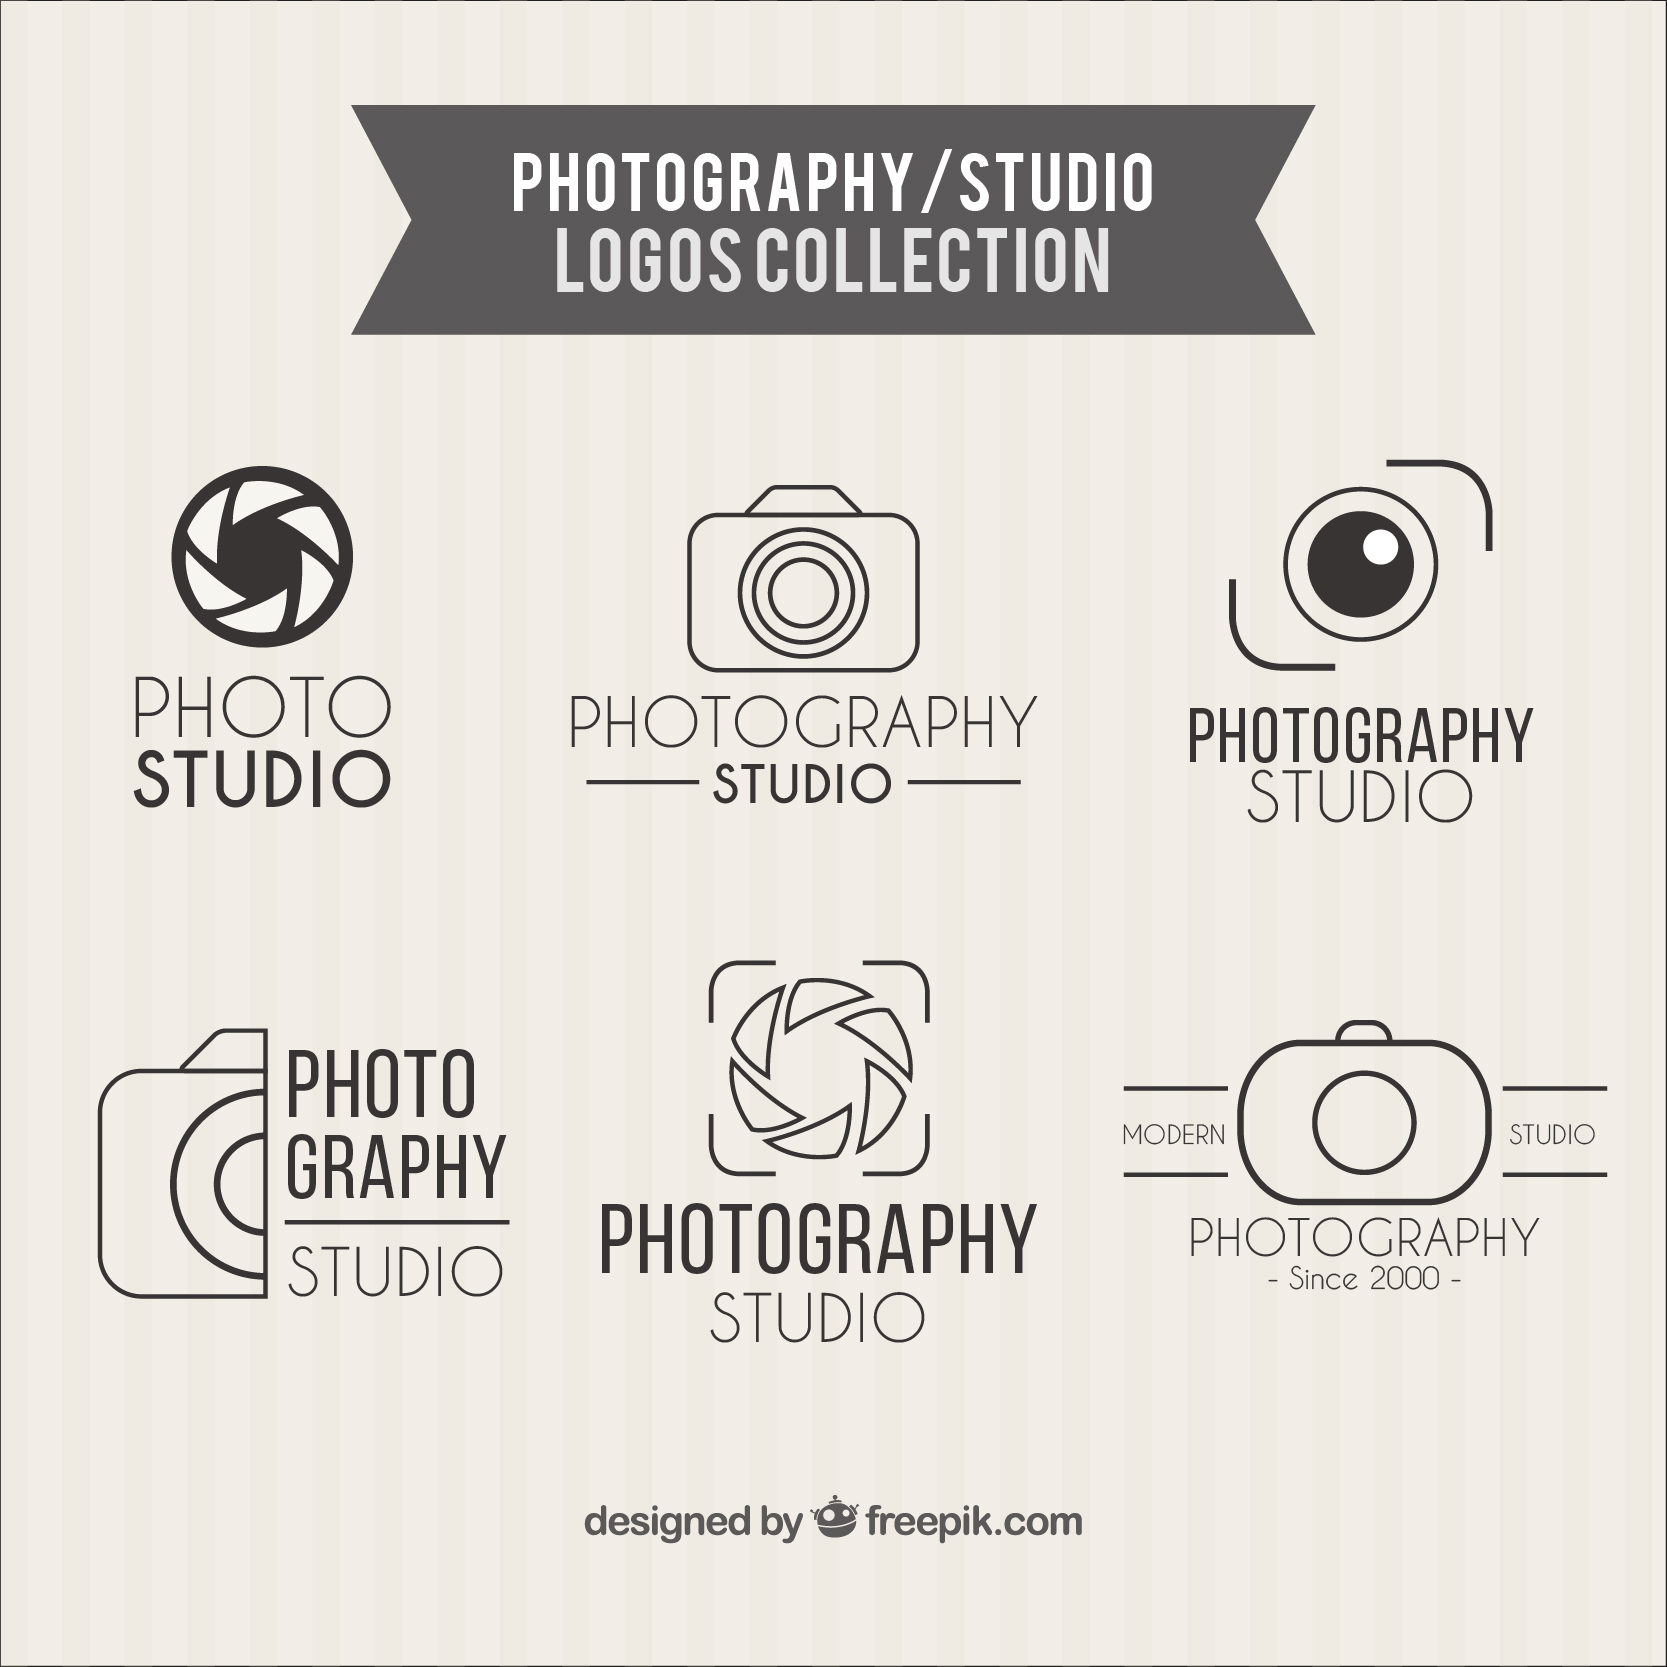 PHOTOGRAPHY/STUDIO
LOGOS COLLECTION
PHOTO
STUDIO
PHOTOGRAPHY
STUDIO
PHOTOGRAPHY
STUDIO
PHOTO
GRAPHY
STUDIO
PHOTOGRAPHY
STUDIO
MODERN STUDIO
PHOTOGRAPHY
- Since 2000 -
designed by freepik.com